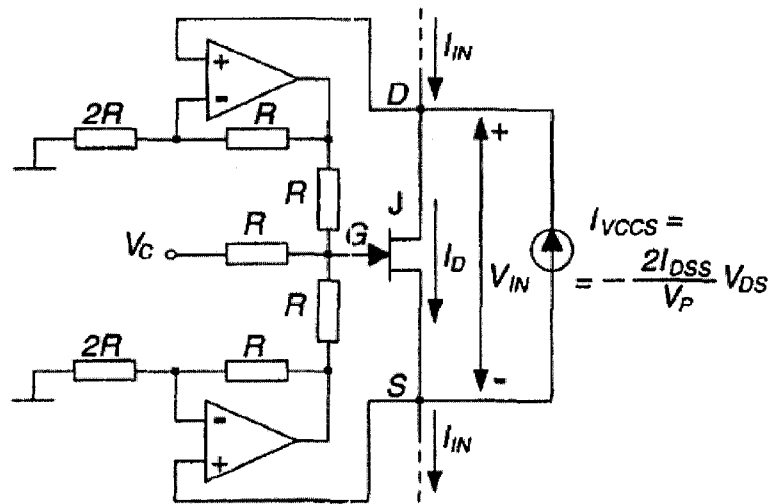 I_IN
+
-
D
2R
R
+
R
J
R
G
V_C
I_D
V_IN
I_VCCS =
= - 2I_DSS / V_P V_DS
R
2R
R
-
S
-
+
I_IN